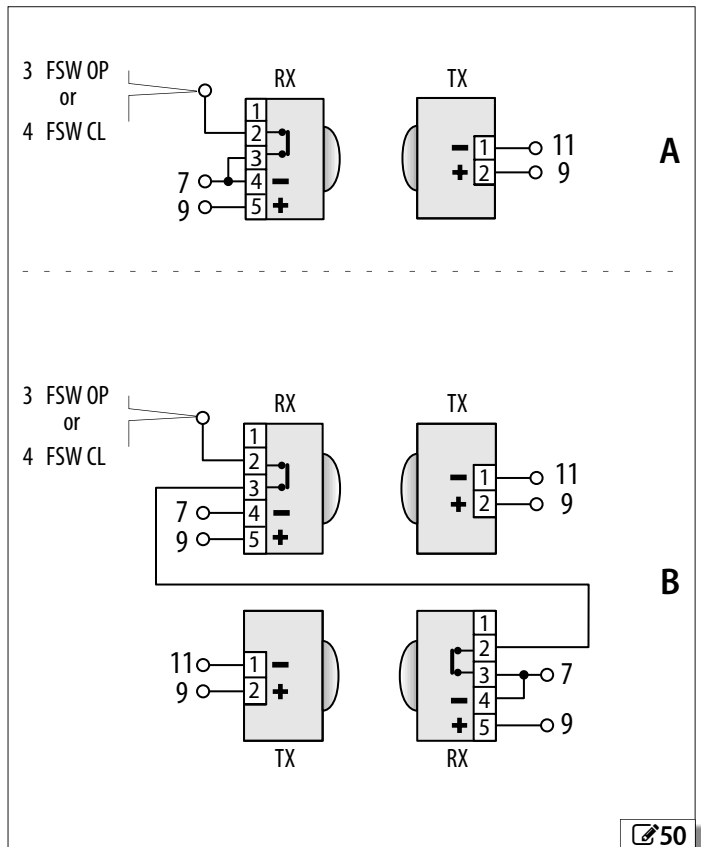 3 FSW OP
or
4 FSW CL
RX
TX
1
2
3
4 −
5 +
7
9
− 1 11
+ 2 9
A
3 FSW OP
or
4 FSW CL
RX
TX
1
2
3
4 −
5 +
7
9
− 1 11
+ 2 9
B
11 1 −
9 2 +
TX
1
2
3 7
− 4
+ 5 9
RX
50